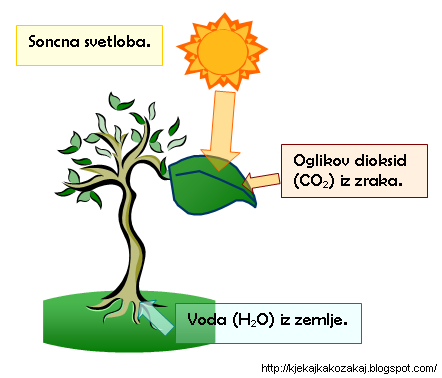 Soncna svetloba.
Oglikov dioksid
(CO₂) iz zraka.
Voda (H₂O) iz zemlje.
http://kjekajkakozakaj.blogspot.com/